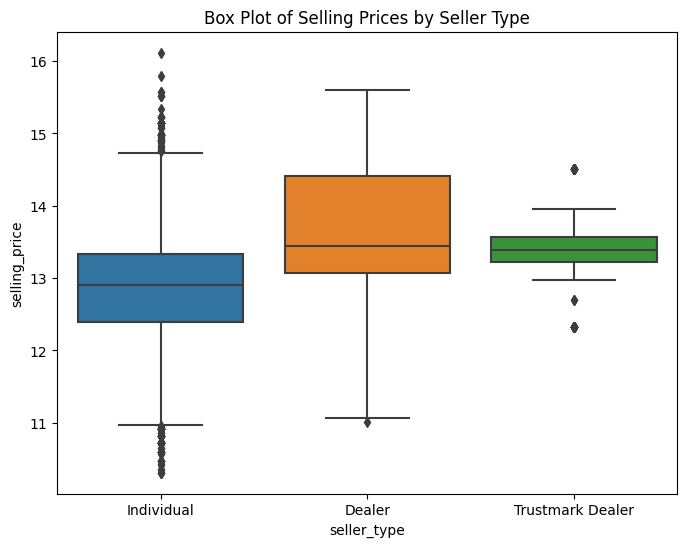 Box Plot of Selling Prices by Seller Type
16
15
14
13
12
11
selling_price
Individual
Dealer
Trustmark Dealer
seller_type